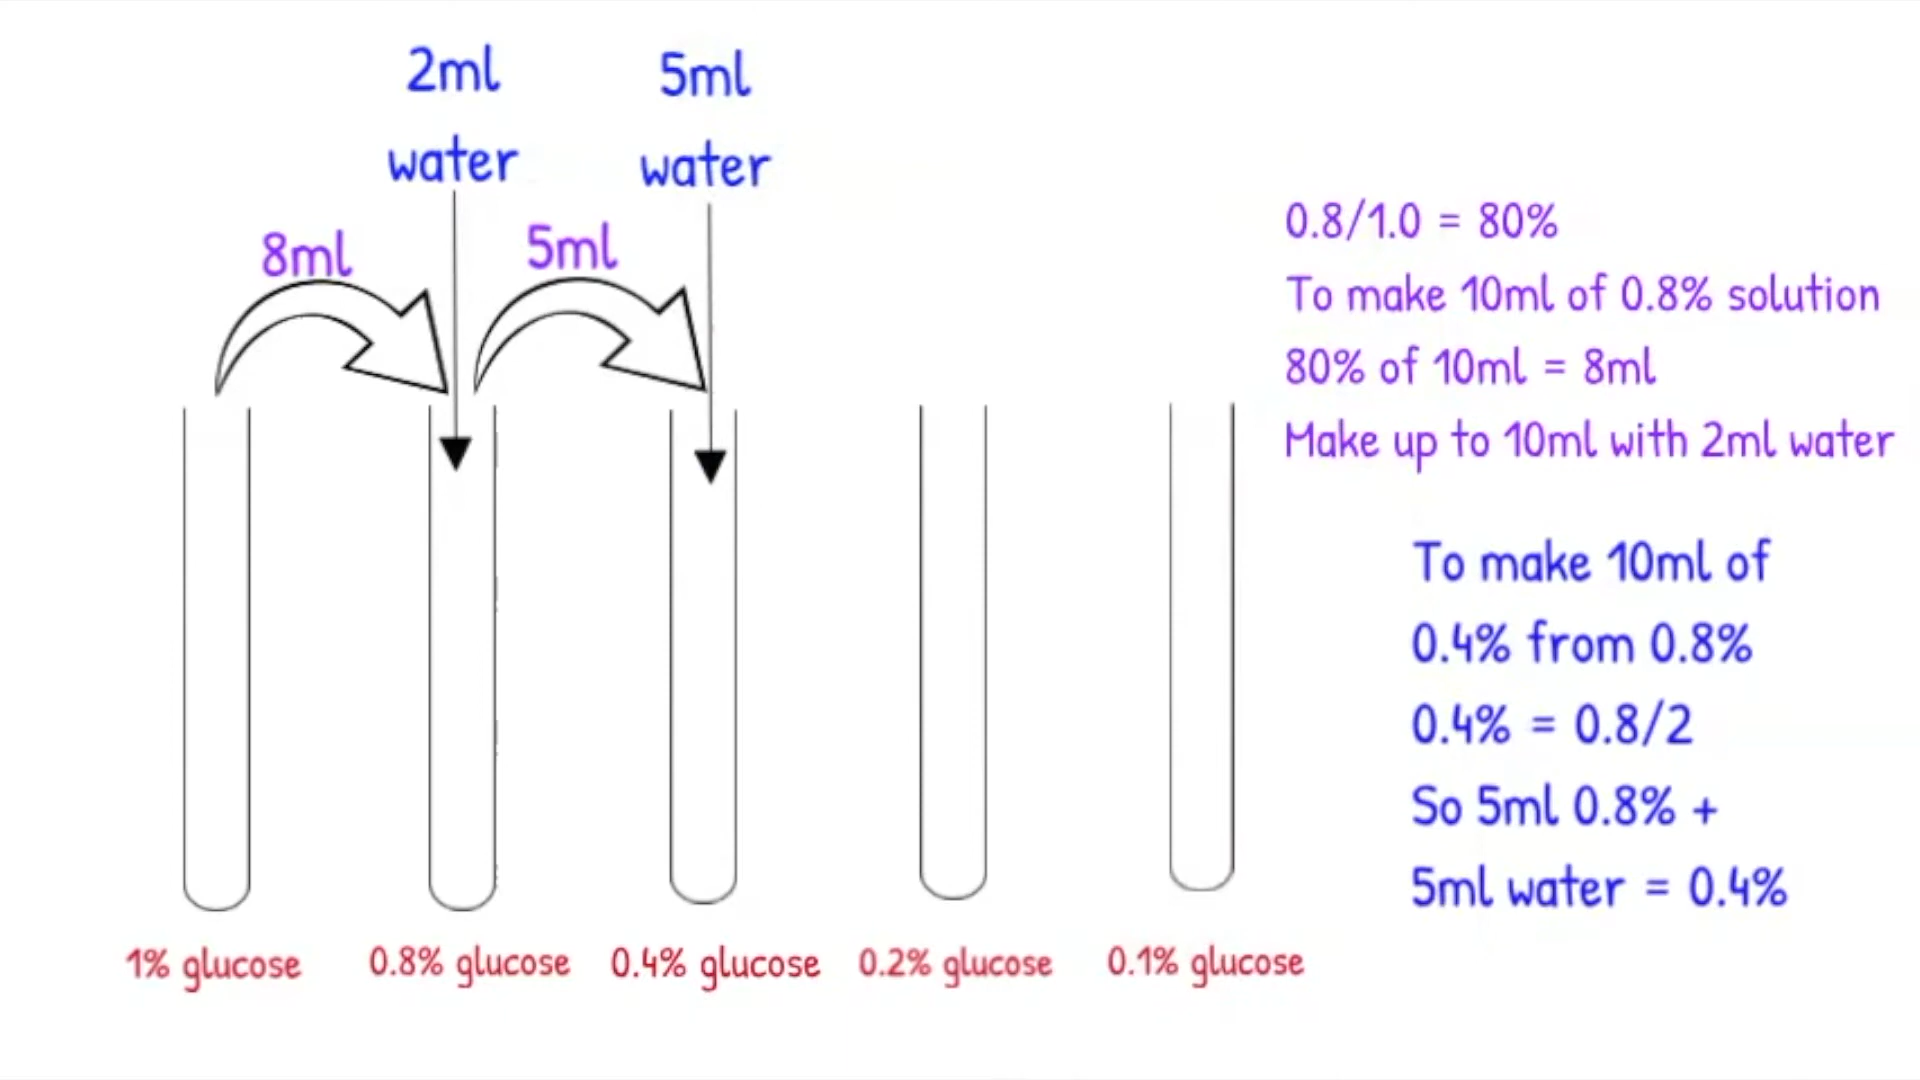 2ml
water
5ml
water
8ml
5ml
0.8/1.0 = 80%
To make 10ml of 0.8% solution
80% of 10ml = 8ml
Make up to 10ml with 2ml water
To make 10ml of
0.4% from 0.8%
0.4% = 0.8/2
So 5ml 0.8% +
5ml water = 0.4%
1% glucose
0.8% glucose
0.4% glucose
0.2% glucose
0.1% glucose